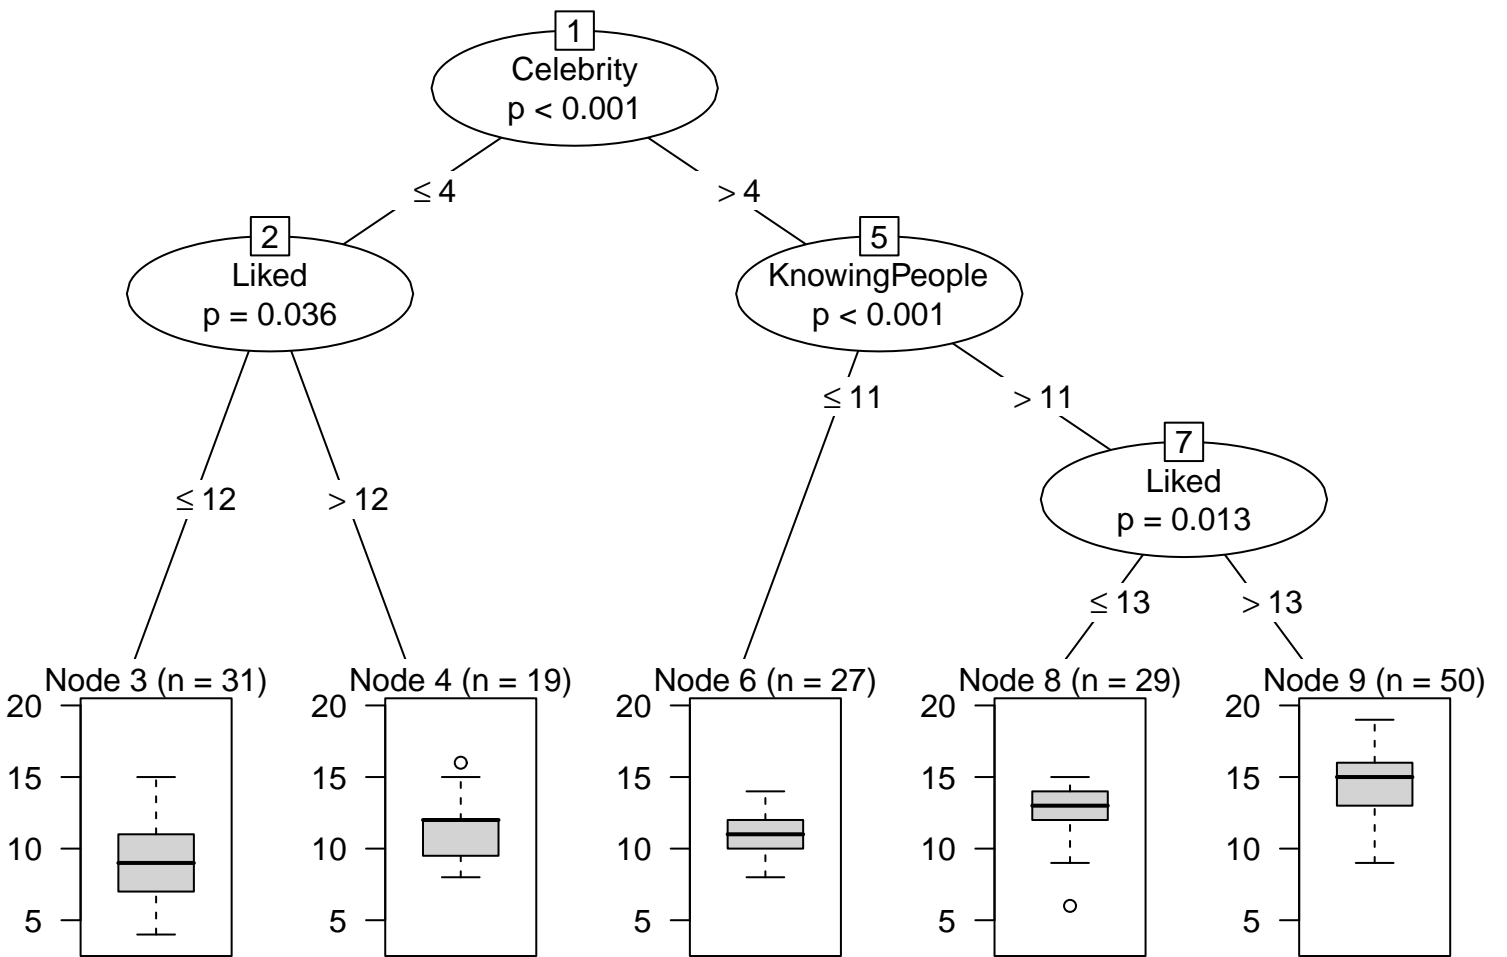 1
Celebrity
p < 0.001
≤ 4
> 4
2
Liked
p = 0.036
5
KnowingPeople
p < 0.001
≤ 11
> 11
7
Liked
p = 0.013
≤ 12
> 12
≤ 13
> 13
Node 3 (n = 31)
20
15
10
5
Node 4 (n = 19)
20
15
10
5
Node 6 (n = 27)
20
15
10
5
Node 8 (n = 29)
20
15
10
5
Node 9 (n = 50)
20
15
10
5